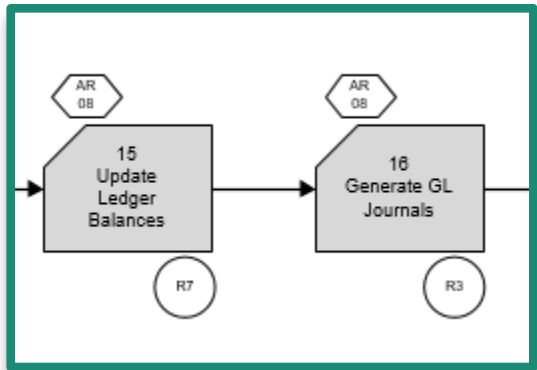 AR
08
15
Update
Ledger
Balances
R7
AR
08
16
Generate GL
Journals
R3